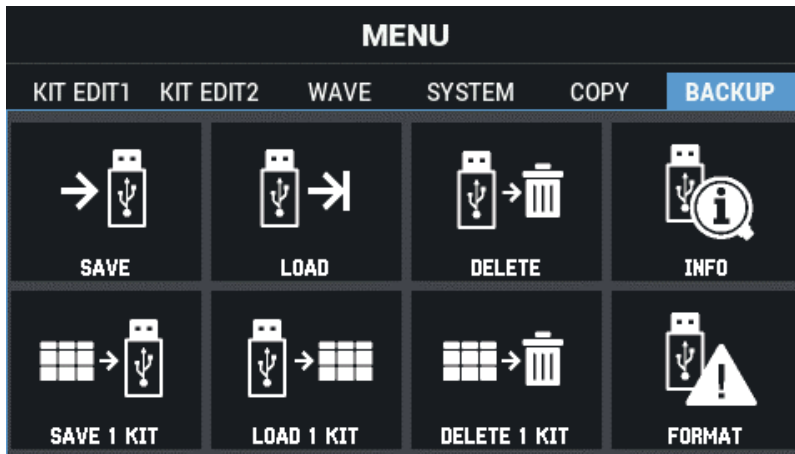 MENU
KIT EDIT1 KIT EDIT2 WAVE SYSTEM COPY BACKUP
SAVE LOAD DELETE INFO
SAVE 1 KIT LOAD 1 KIT DELETE 1 KIT FORMAT